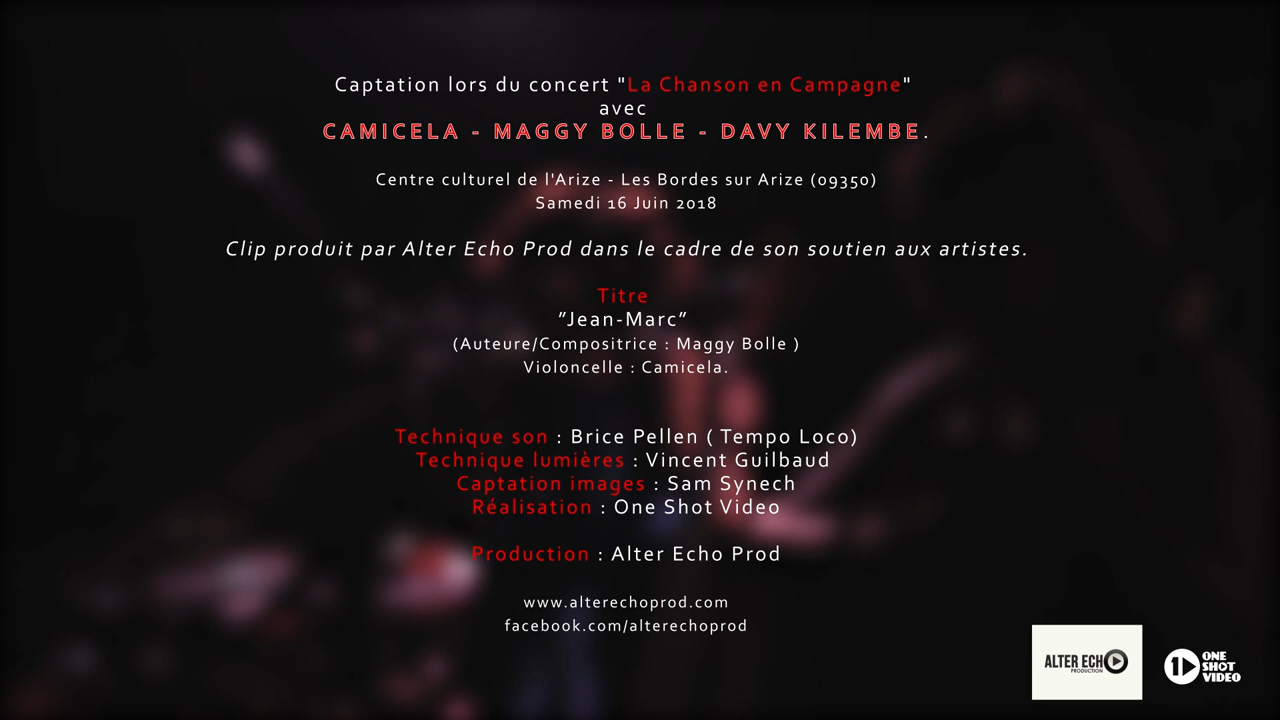 Captation lors du concert "La Chanson en Campagne"
avec
CAMICELA - MAGGY BOLLE - DAVY KILEMBE.
Centre culturel de l'Arize - Les Bordes sur Arize (09350)
Samedi 16 Juin 2018
Clip produit par Alter Echo Prod dans le cadre de son soutien aux artistes.
Titre
"Jean-Marc"
(Auteure/Compositrice : Maggy Bolle )
Violoncelle : Camicela.
Technique son : Brice Pellen ( Tempo Loco)
Technique lumières : Vincent Guilbaud
Captation images : Sam Synech
Réalisation : One Shot Video
Production : Alter Echo Prod
www.alterechoprod.com
facebook.com/alterechoprod
ALTER ECHO
PRODUCTION
1
ONE
SHOT
VIDEO